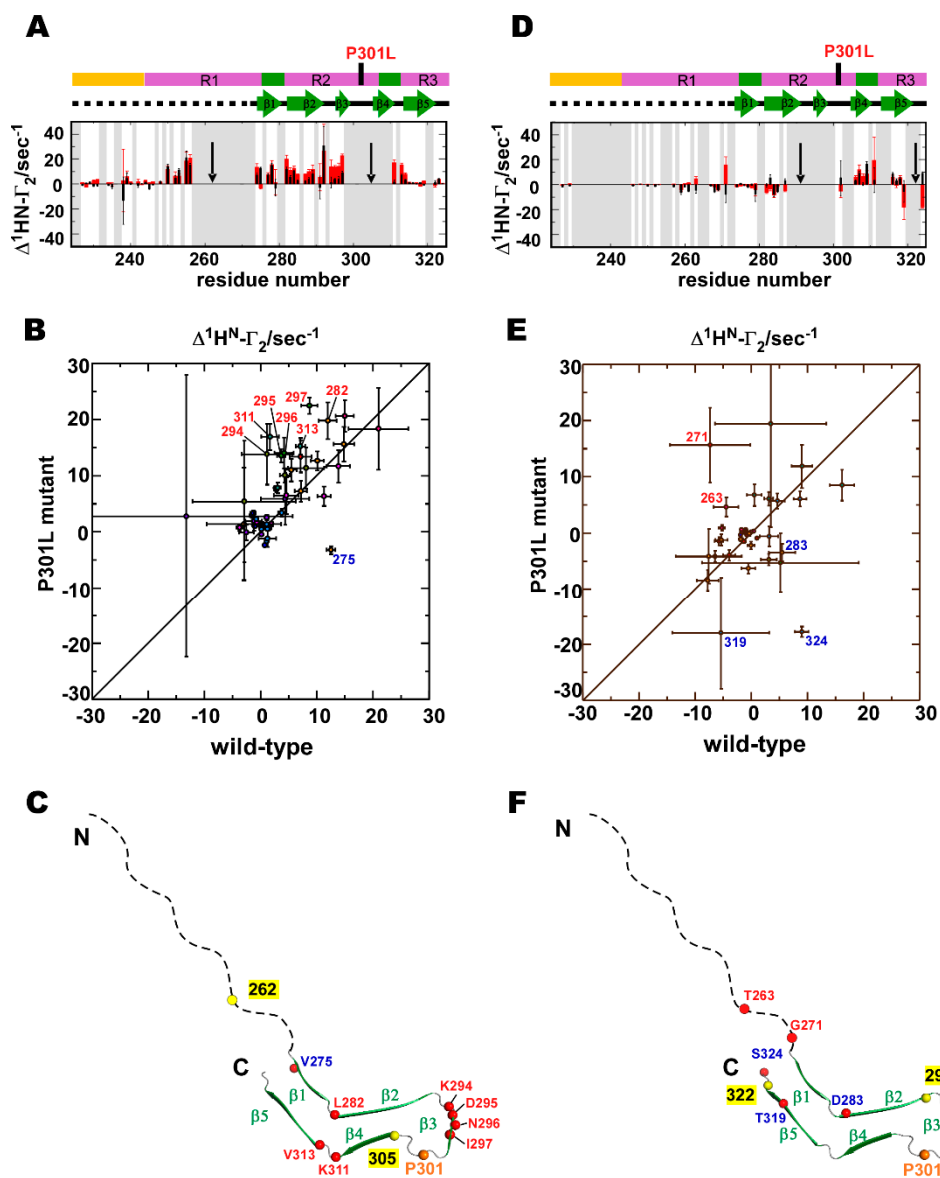 A
P301L
R1
R2
R3
β1
β2
β3
β4
β5
Δ¹HN-Γ₂/sec⁻¹
40
20
0
-20
-40
240
260
280
300
320
residue number
D
P301L
R1
R2
R3
β1
β2
β3
β4
β5
Δ¹HN-Γ₂/sec⁻¹
40
20
0
-20
-40
240
260
280
300
320
residue number
B
Δ¹Hᴺ-Γ₂/sec⁻¹
P301L mutant
30
20
10
0
-10
-20
-30
297
282
295
311
296
294
313
275
-30
-20
-10
0
10
20
30
wild-type
E
Δ¹Hᴺ-Γ₂/sec⁻¹
P301L mutant
30
20
10
0
-10
-20
-30
271
263
283
319
324
-30
-20
-10
0
10
20
30
wild-type
C
N
262
V275
C
β1
L282
β2
K294
D295
N296
I297
β3
β5
β4
V313
K311
305
P301
F
N
T263
G271
S324
C
322
β1
T319
D283
β2
29
β3
β5
β4
P301